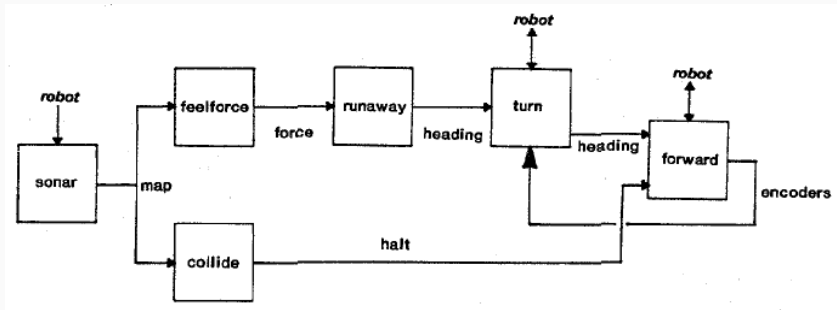 robot
robot
robot
feelforce
runaway
turn
force
heading
heading
forward
sonar
map
encoders
halt
collide